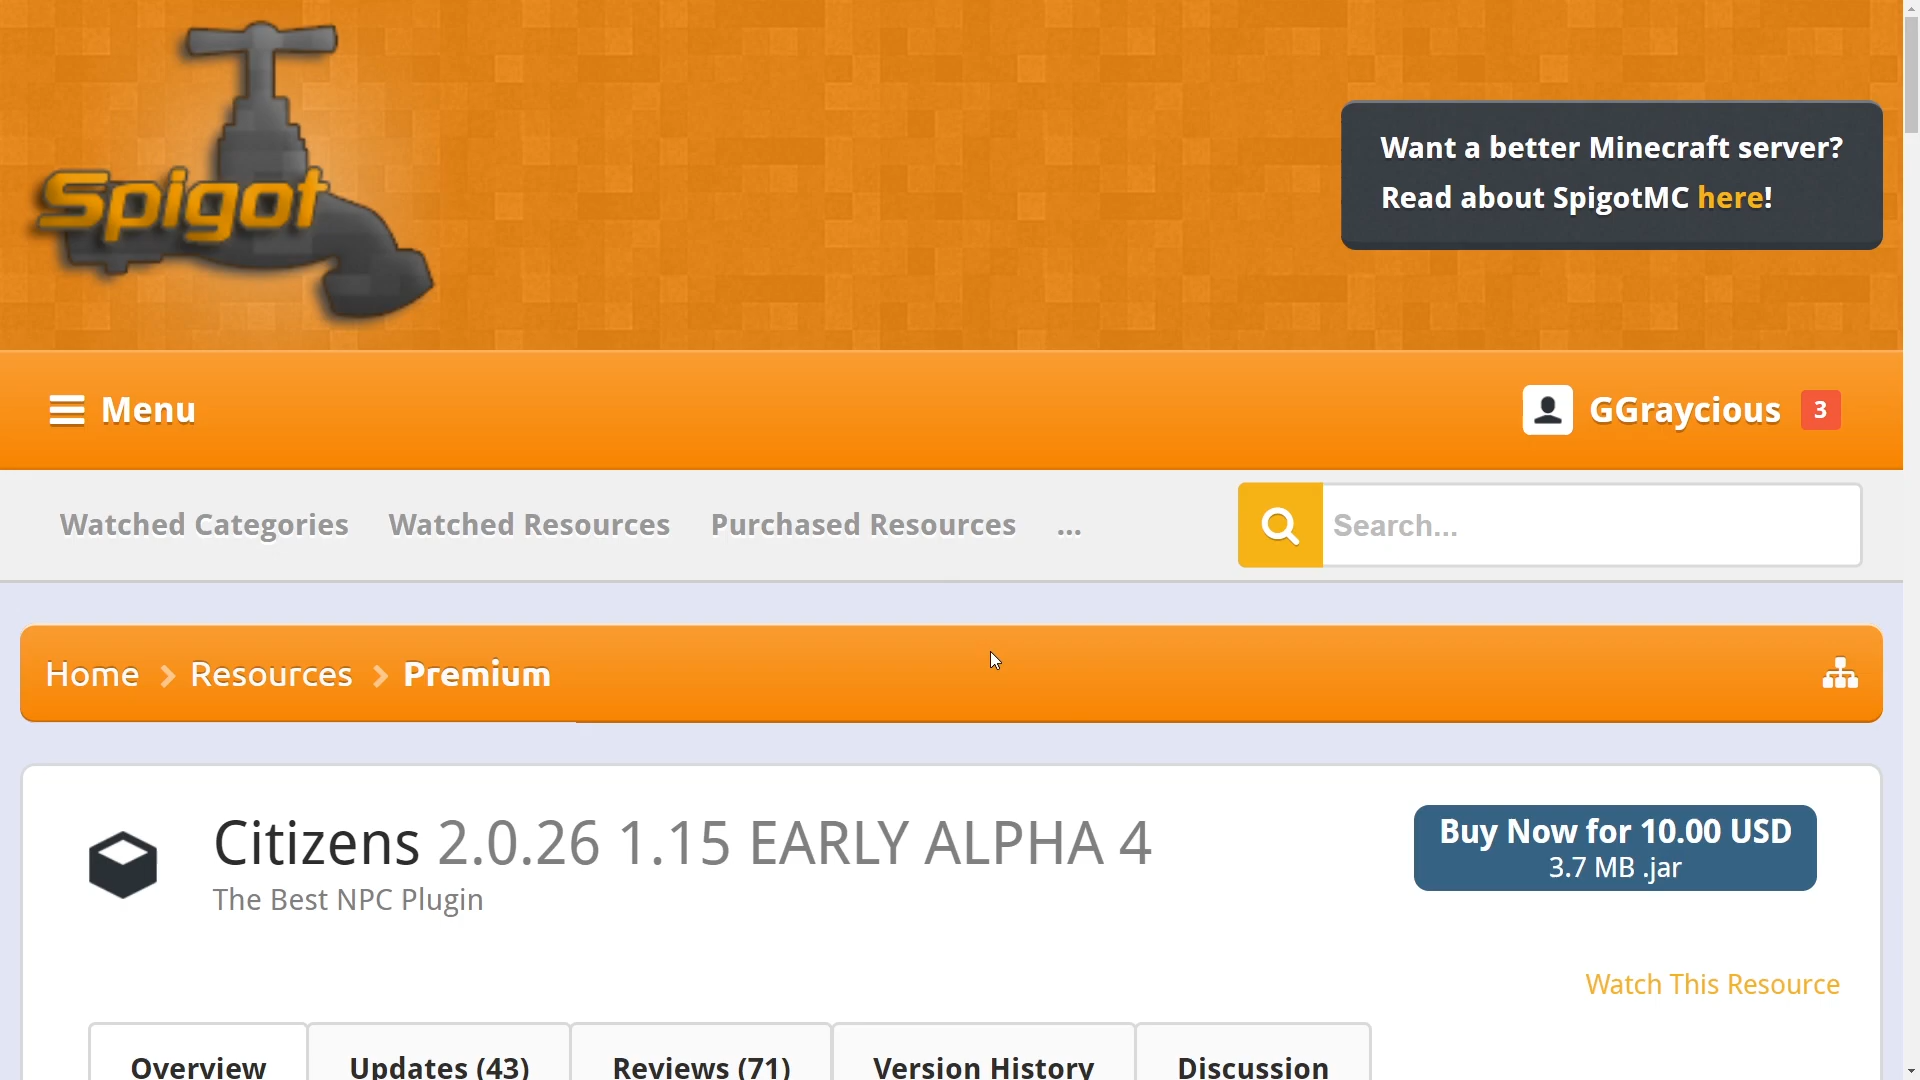 Spigot
Want a better Minecraft server?
Read about SpigotMC here!
Menu
GGraycious 3
Watched Categories Watched Resources Purchased Resources ...
Search...
Home Resources Premium
Citizens 2.0.26 1.15 EARLY ALPHA 4
The Best NPC Plugin
Buy Now for 10.00 USD
3.7 MB .jar
Watch This Resource
Overview Updates (43) Reviews (71) Version History Discussion